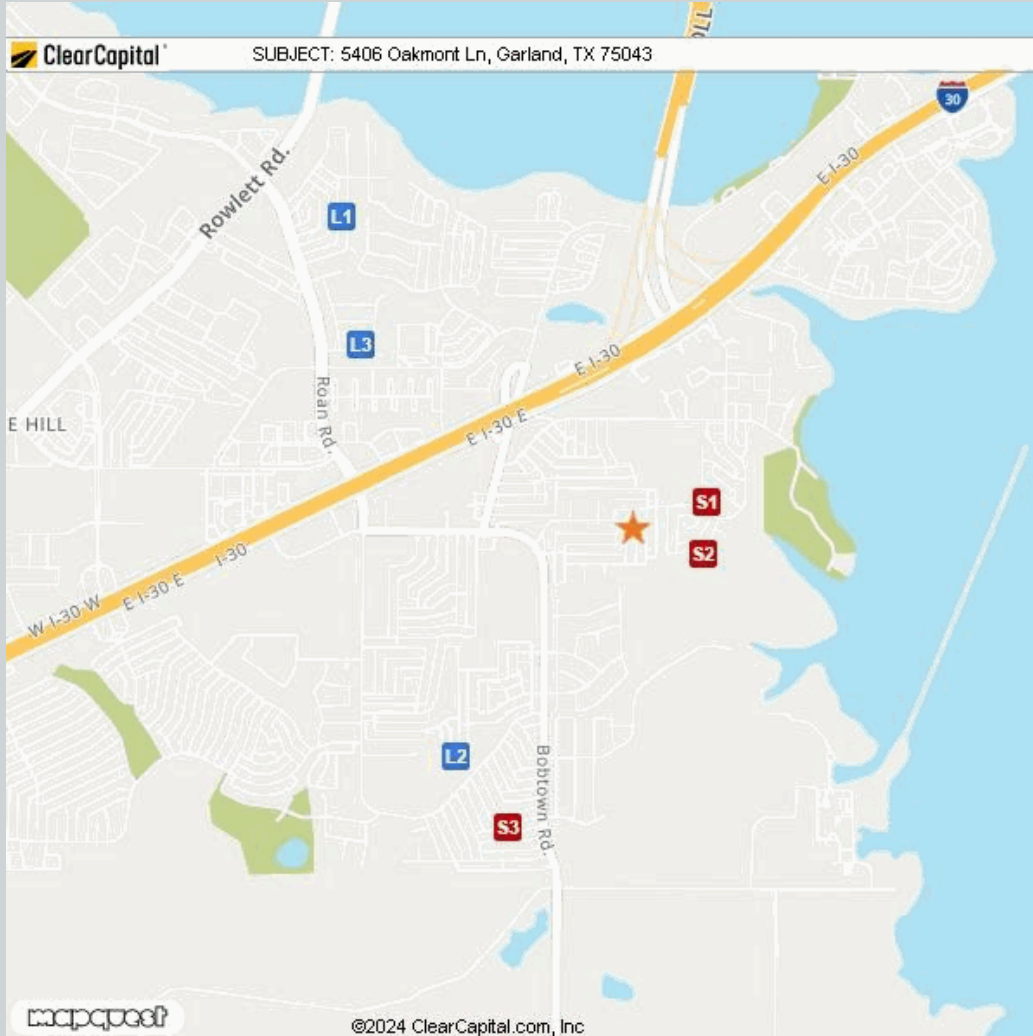 ClearCapital
SUBJECT: 5406 Oakmont Ln, Garland, TX 75043
OLL
30
E I-30
Rowlett Rd.
L1
L3
E I-30
Roan Rd.
E HILL
E I-30 E
S1
S2
I-30
E I-30 E
W I-30 W
L2
Bobtown Rd.
S3
mapquest
©2024 ClearCapital.com, Inc